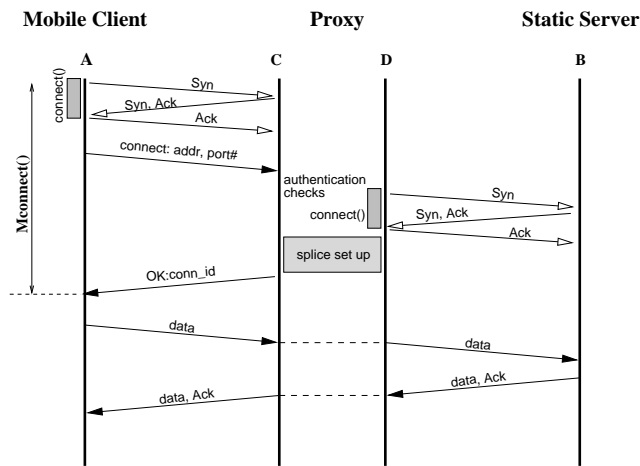 Mobile Client
Proxy
Static Server
A
C
D
B
connect()
Syn
Syn, Ack
Ack
Mconnect()
connect: addr, port#
authentication
checks
connect()
Syn
Syn, Ack
Ack
splice set up
OK:conn_id
data
data
data, Ack
data, Ack